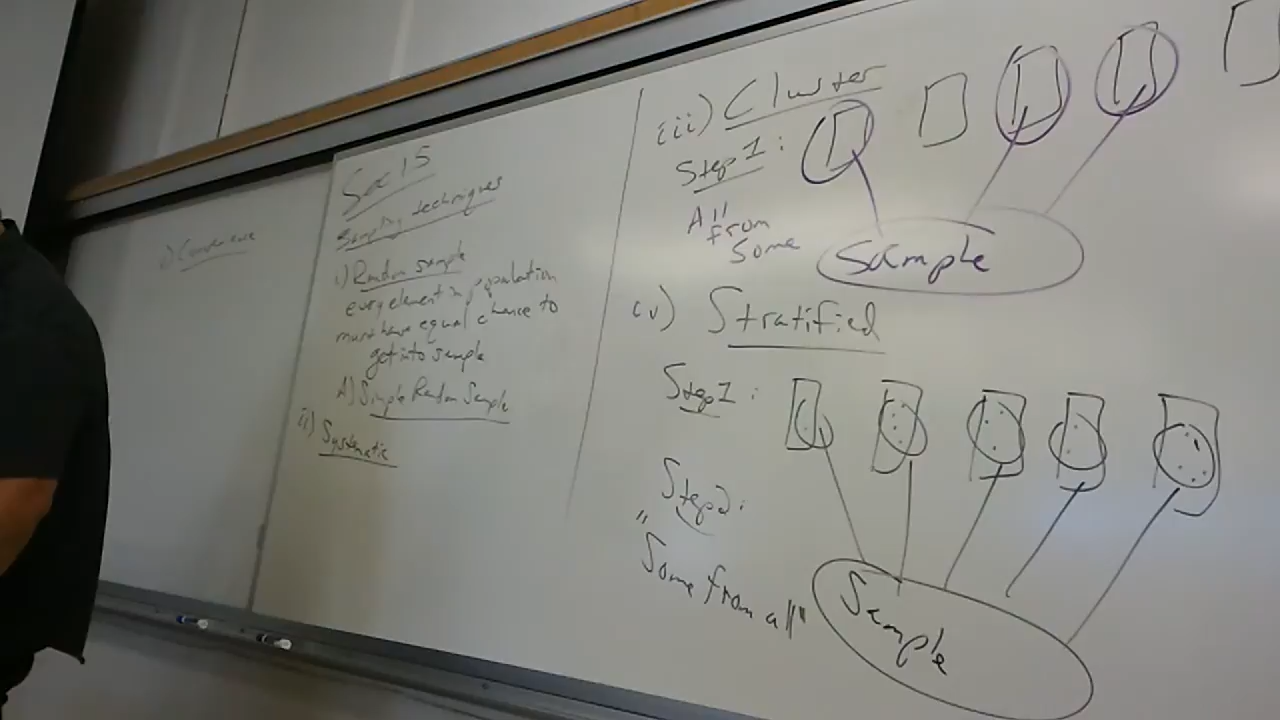 ) Convenience
Sec 15
Sampling techniques
i) Random sample
every element in population
must have equal chance to
get into sample
A) Simple Random Sample
ii) Systematic
iii) Cluster
Step 1:
All
from
Some
Sample
iv) Stratified
Step 1:
Step 2:
"Some from all"
Sample